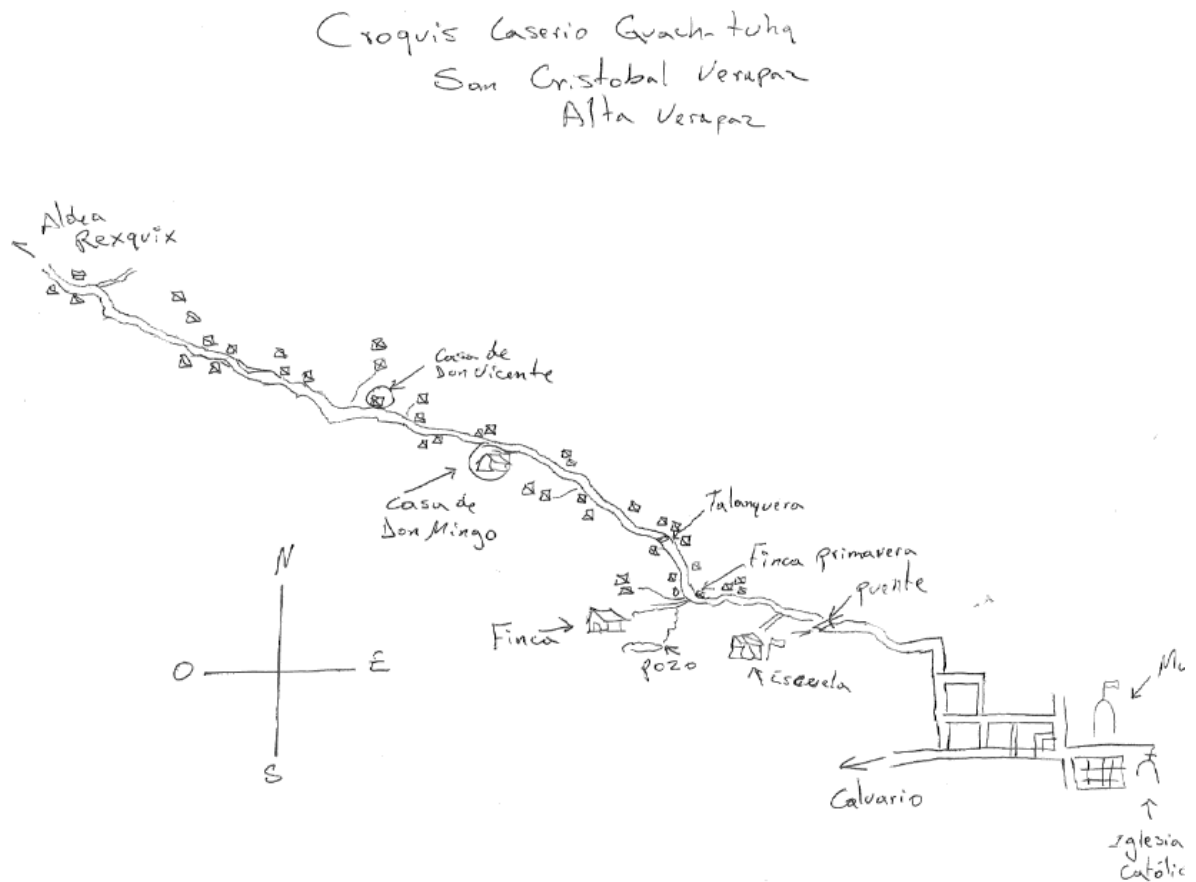 Croquis Caserio Guach-tuhq
San Cristobal Verapaz
Alta Verapaz
Aldea
Rexquix
Casa de
Don Vicente
Casa de
Don Mingo
Talanquera
Finca primavera
puente
Finca
pozo
Escuela
N
O
E
S
Mu
Calvario
Iglesia
Católic